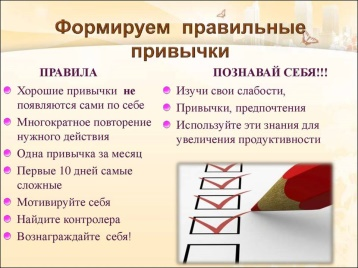 Формируем правильные
привычки
ПРАВИЛА
Хорошие привычки не
появляются сами по себе
Многократное повторение
нужного действия
Одна привычка за месяц
Первые 10 дней самые
сложные
Мотивируйте себя
Найдите контролера
Вознаграждайте себя!
ПОЗНАВАЙ СЕБЯ!!!
Изучи свои слабости,
Привычки, предпочтения
Используйте эти знания для
увеличения продуктивности